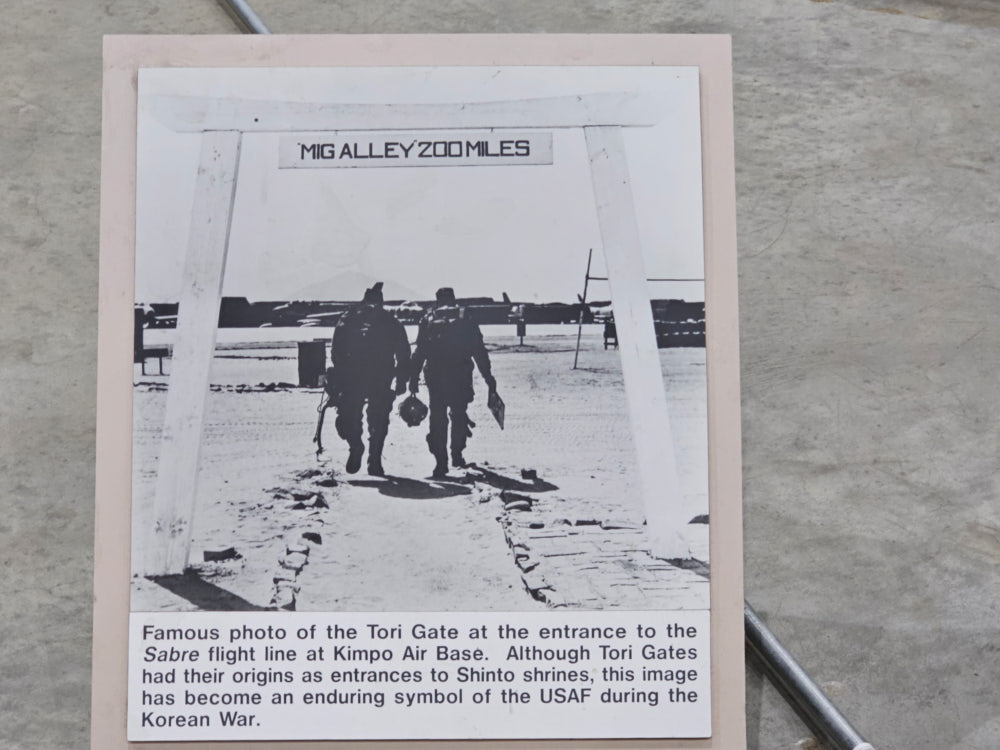 "MIG ALLEY" 200 MILES
Famous photo of the Tori Gate at the entrance to the
Sabre flight line at Kimpo Air Base. Although Tori Gates
had their origins as entrances to Shinto shrines, this image
has become an enduring symbol of the USAF during the
Korean War.